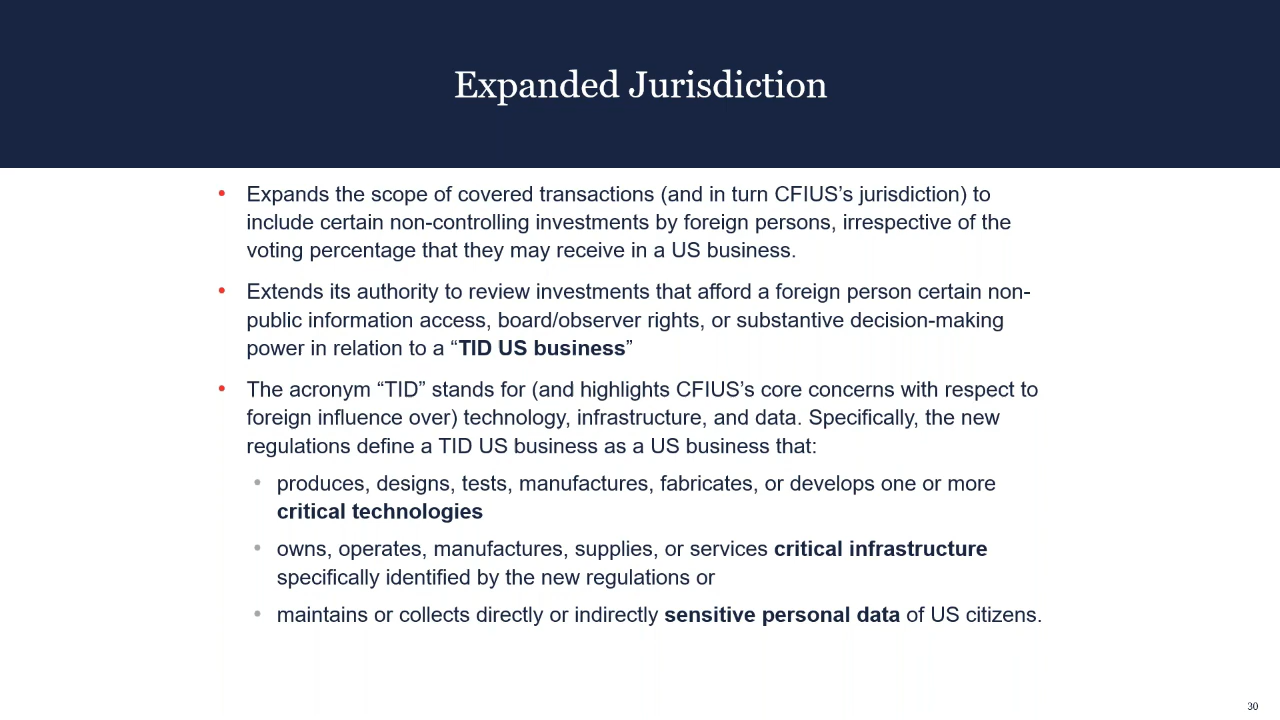 Expanded Jurisdiction
• Expands the scope of covered transactions (and in turn CFIUS’s jurisdiction) to
include certain non-controlling investments by foreign persons, irrespective of the
voting percentage that they may receive in a US business.
• Extends its authority to review investments that afford a foreign person certain non-
public information access, board/observer rights, or substantive decision-making
power in relation to a “TID US business”
• The acronym “TID” stands for (and highlights CFIUS’s core concerns with respect to
foreign influence over) technology, infrastructure, and data. Specifically, the new
regulations define a TID US business as a US business that:
• produces, designs, tests, manufactures, fabricates, or develops one or more
critical technologies
• owns, operates, manufactures, supplies, or services critical infrastructure
specifically identified by the new regulations or
• maintains or collects directly or indirectly sensitive personal data of US citizens.
30